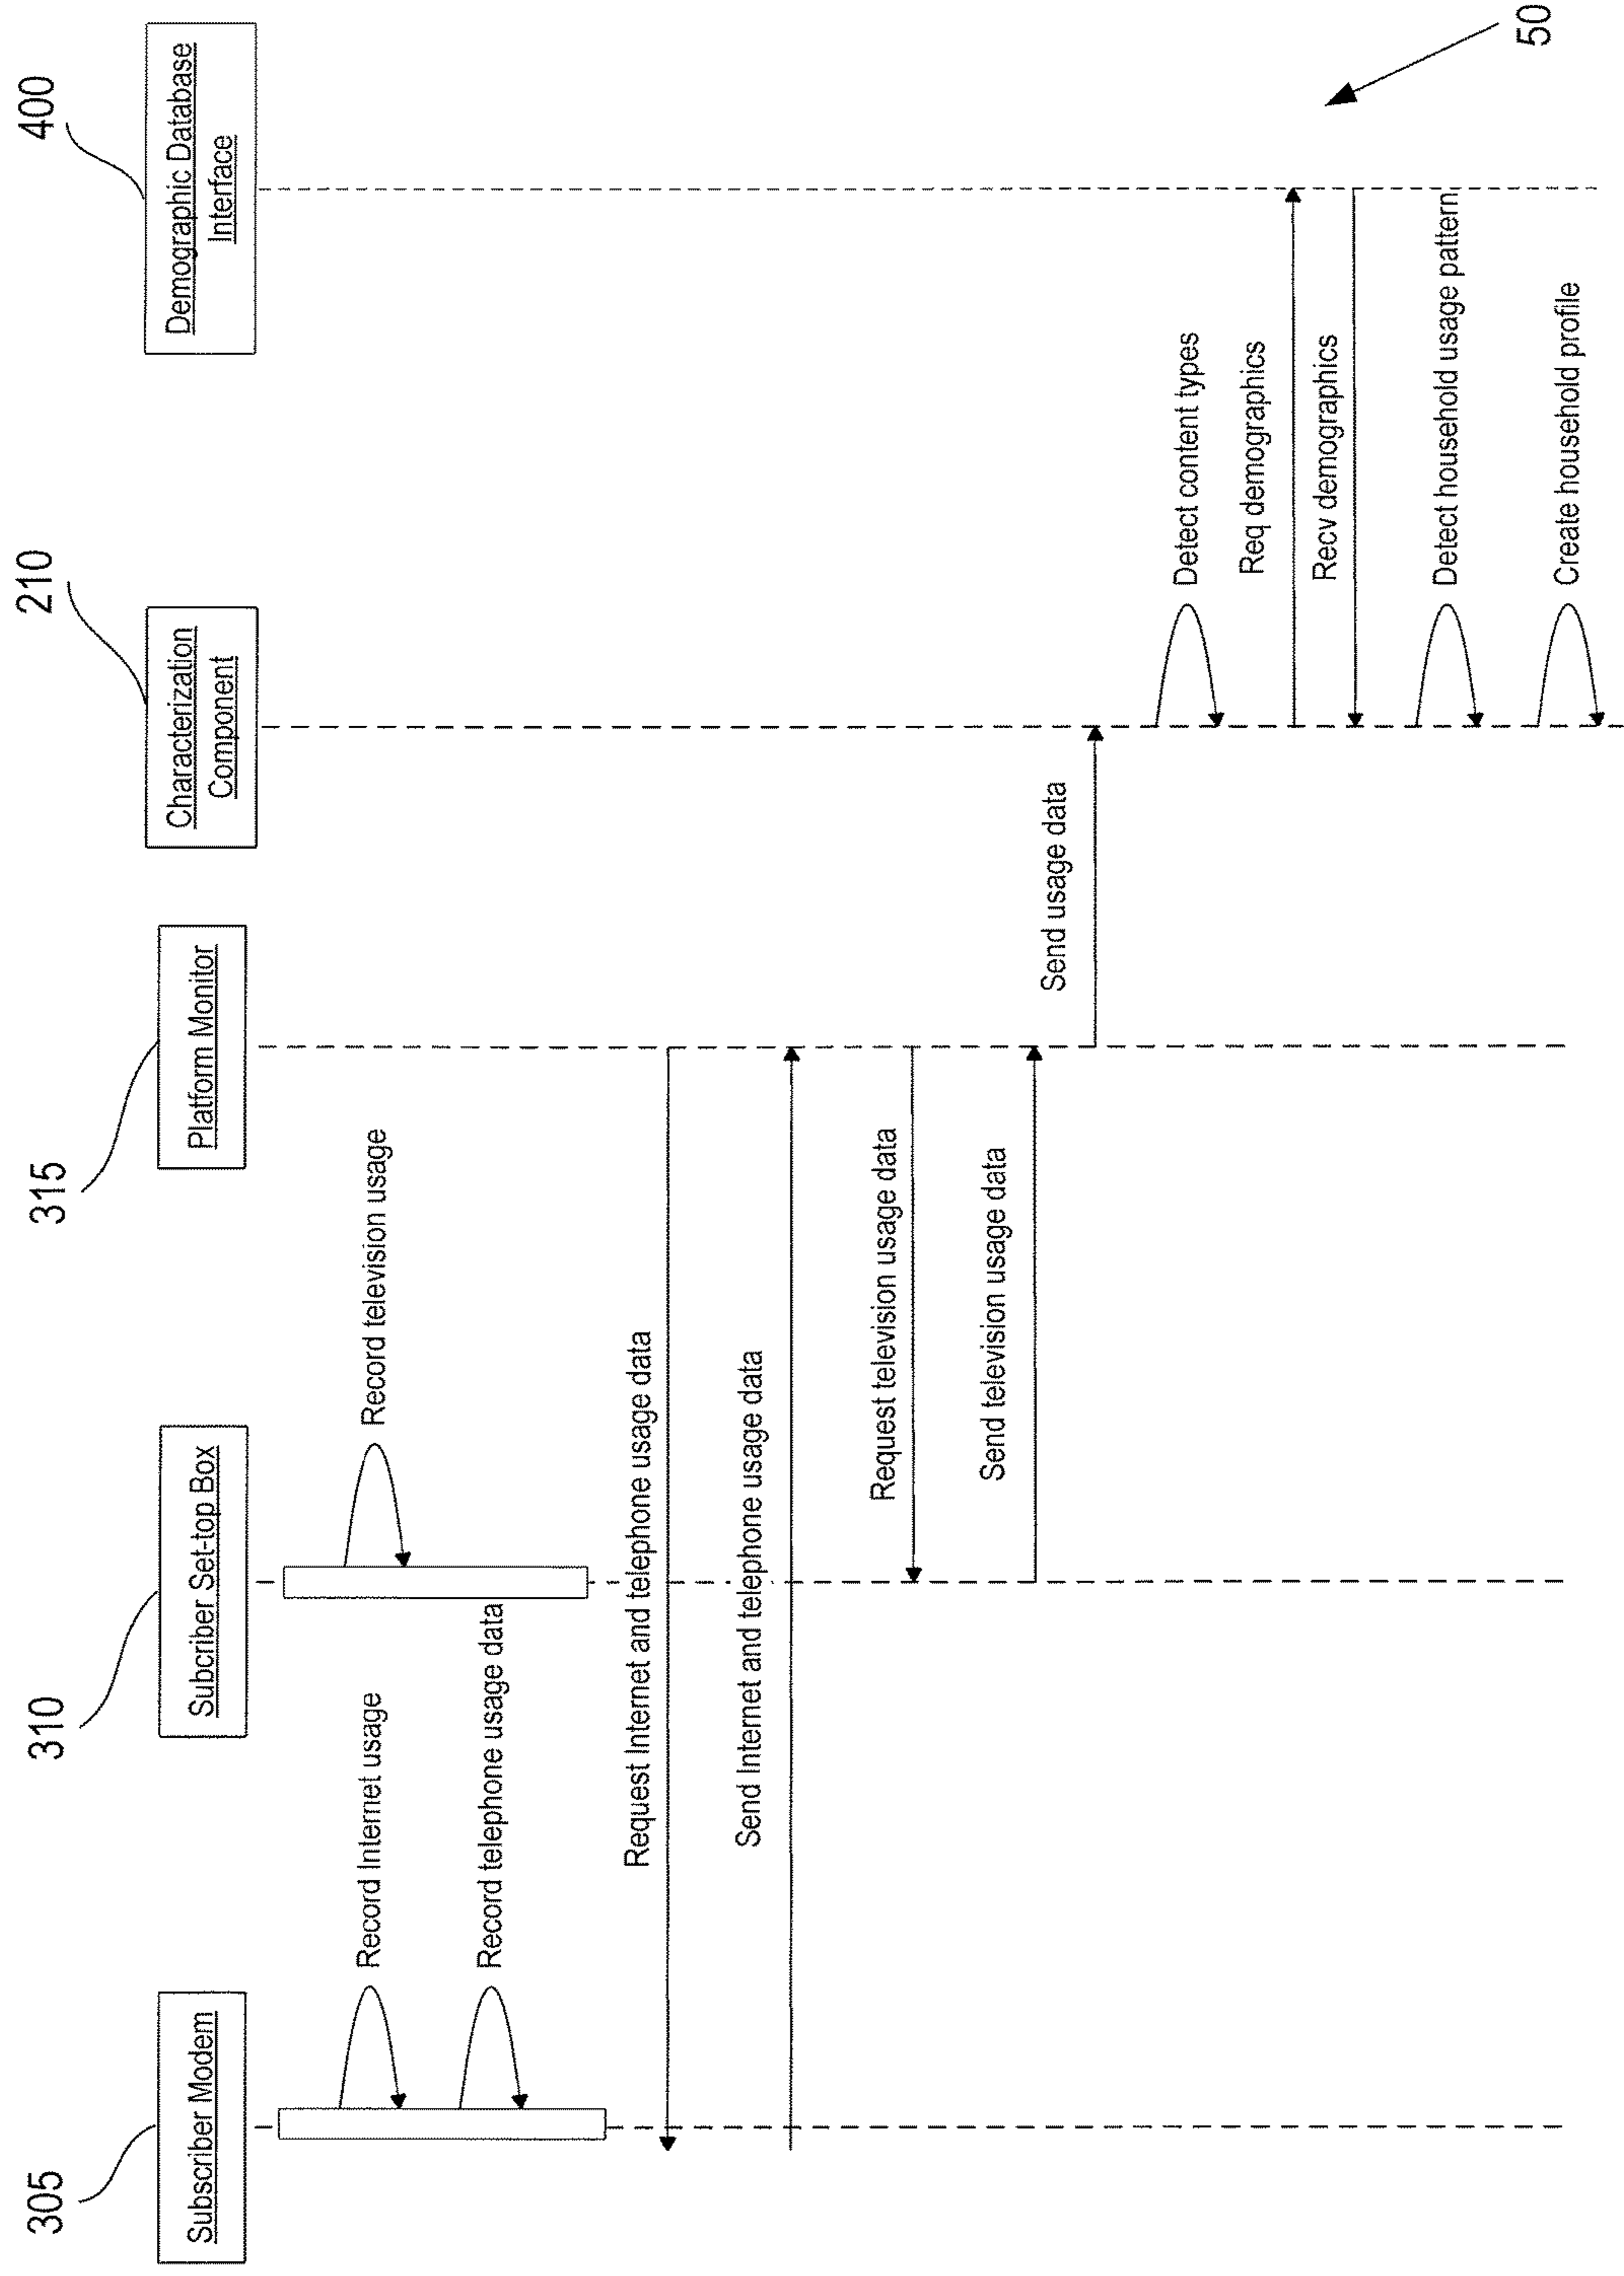 305
310
315
210
400
Subscriber Modem
Subcriber Set-top Box
Platform Monitor
Characterization
Component
Demographic Database
Interface
Record Internet usage
Record television usage
Record telephone usage data
Request Internet and telephone usage data
Send Internet and telephone usage data
Request television usage data
Send television usage data
Send usage data
Detect content types
Req demographics
Recv demographics
Detect household usage pattern
Create household profile
50